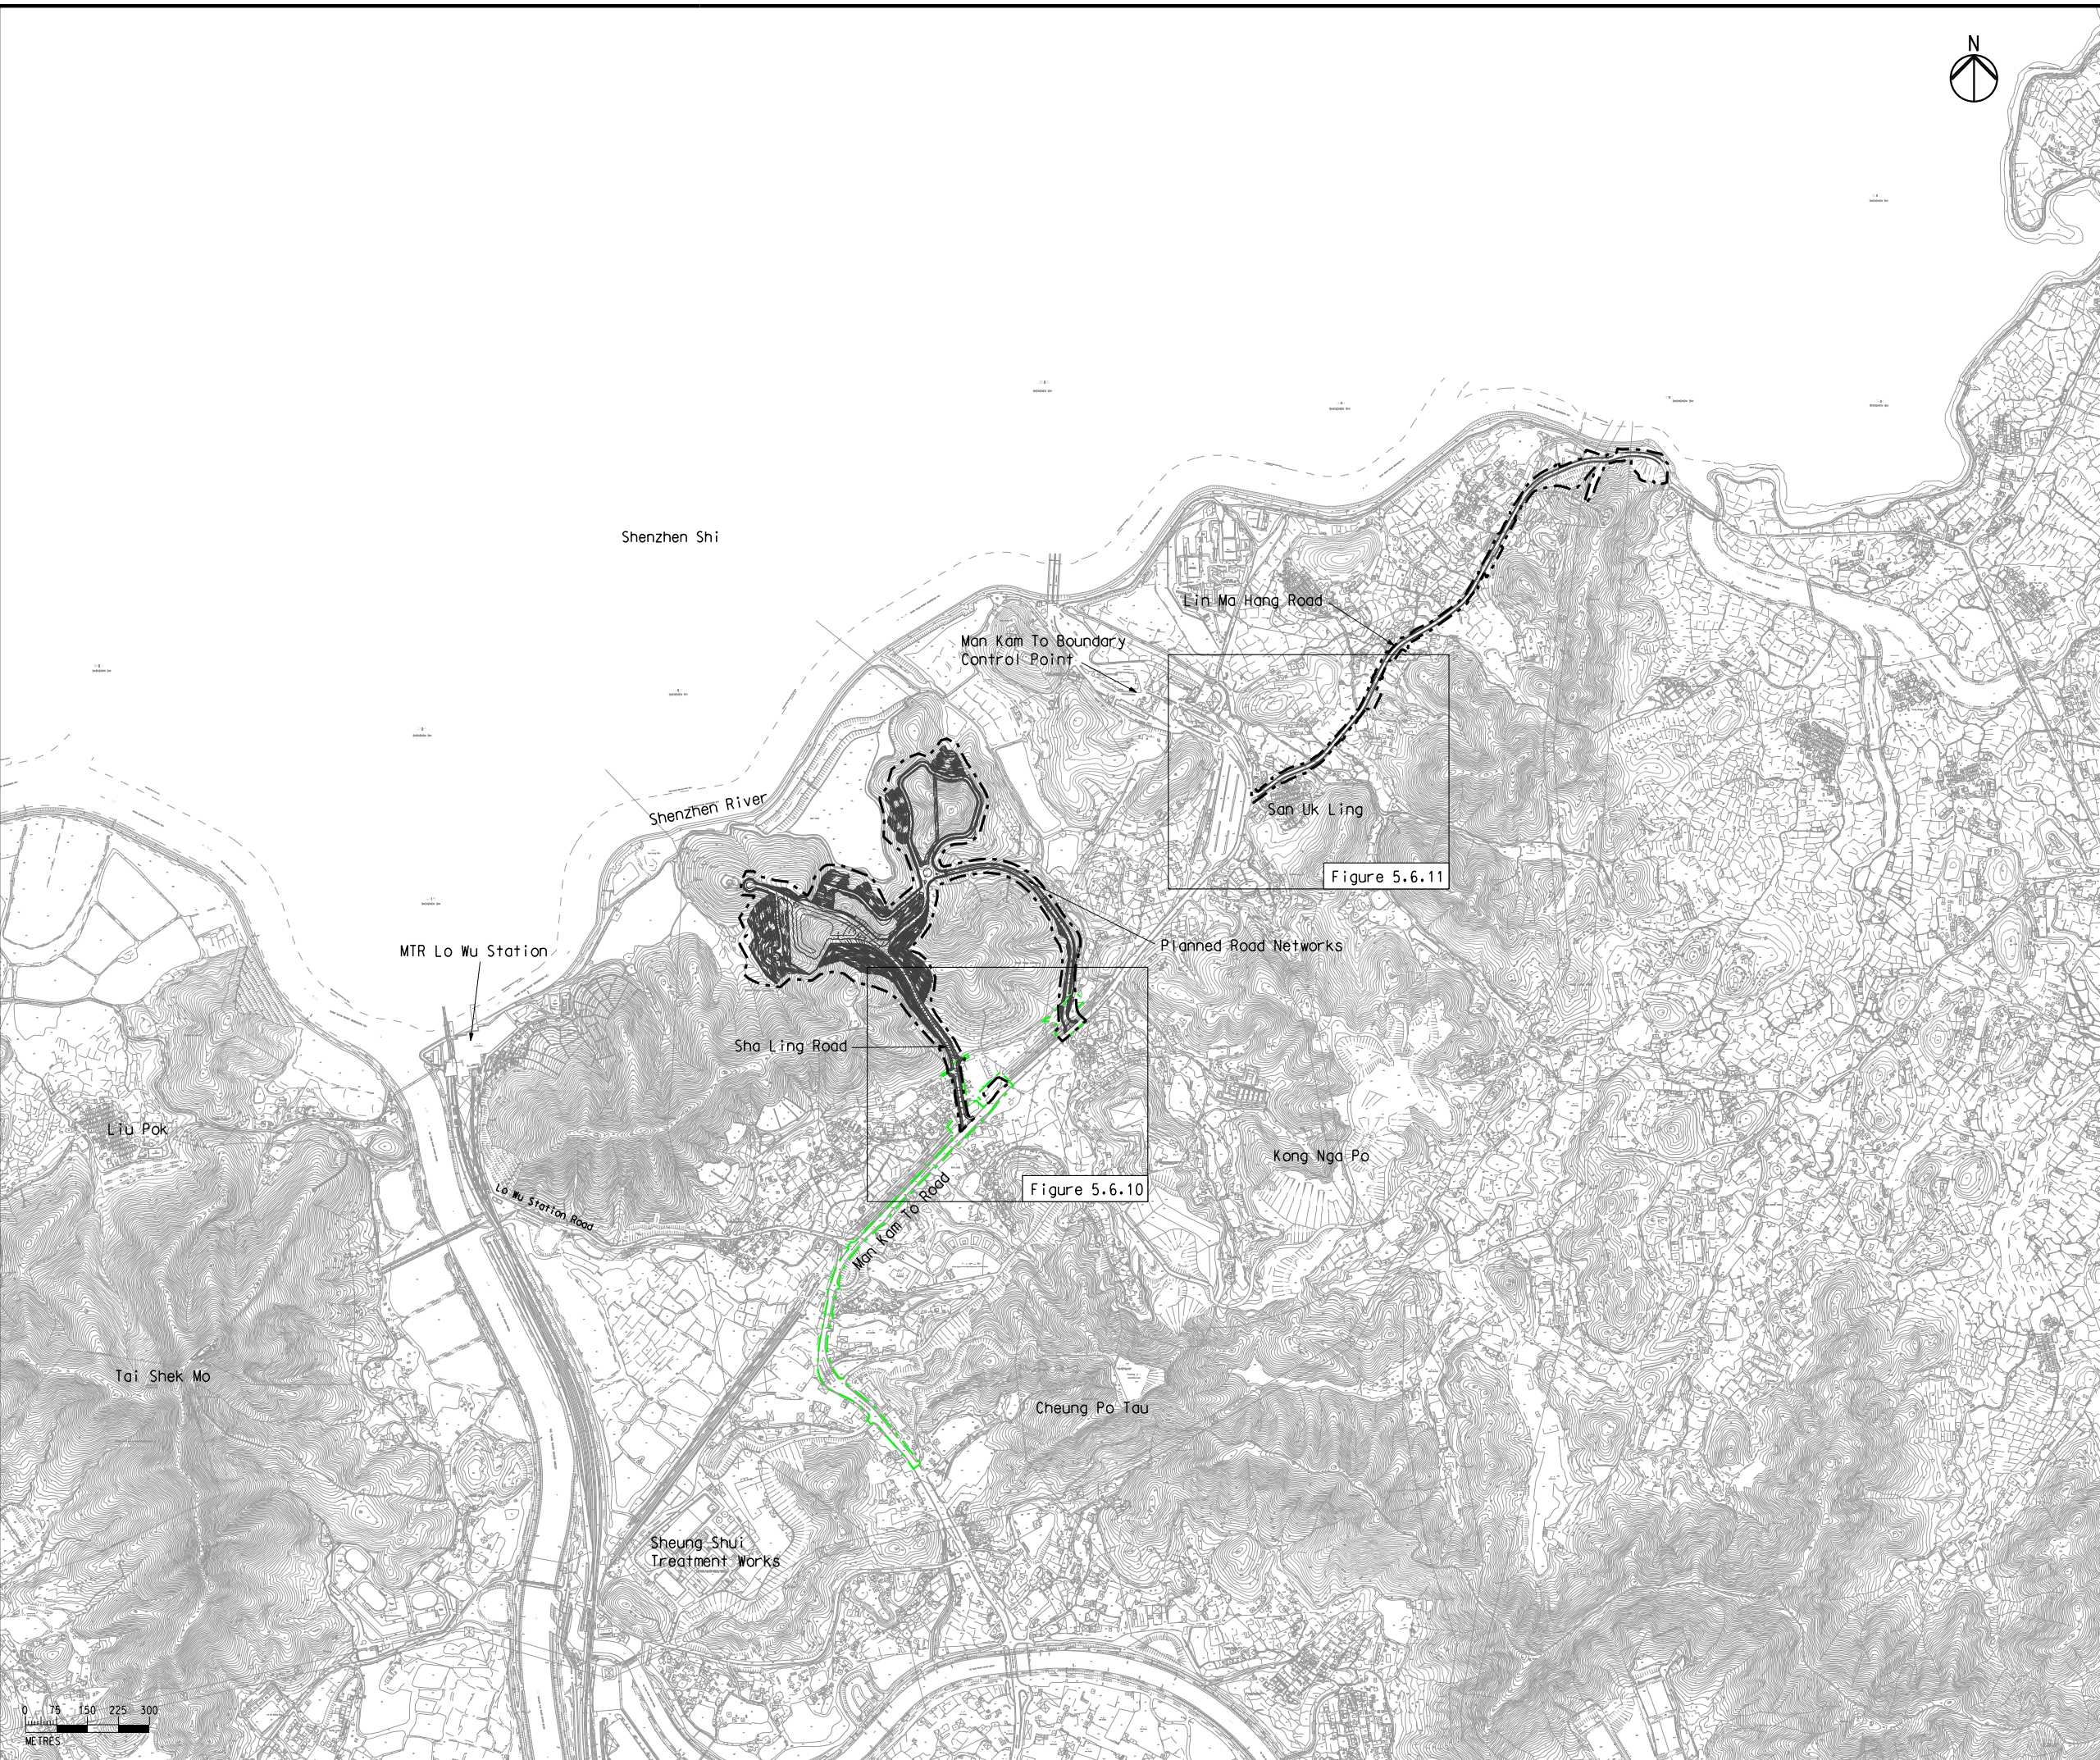 N
Shenzhen Shi
Lin Ma Hang Road
Man Kam To Boundary
Control Point
Shenzhen River
San Uk Ling
Figure 5.6.11
MTR Lo Wu Station
Planned Road Networks
Sha Ling Road
Liu Pok
Kong Nga Po
Figure 5.6.10
Lo Wu Station Road
Man Kam To Road
Tai Shek Mo
Cheung Po Tau
Sheung Shui
Treatment Works
0 75 150 225 300
METRES